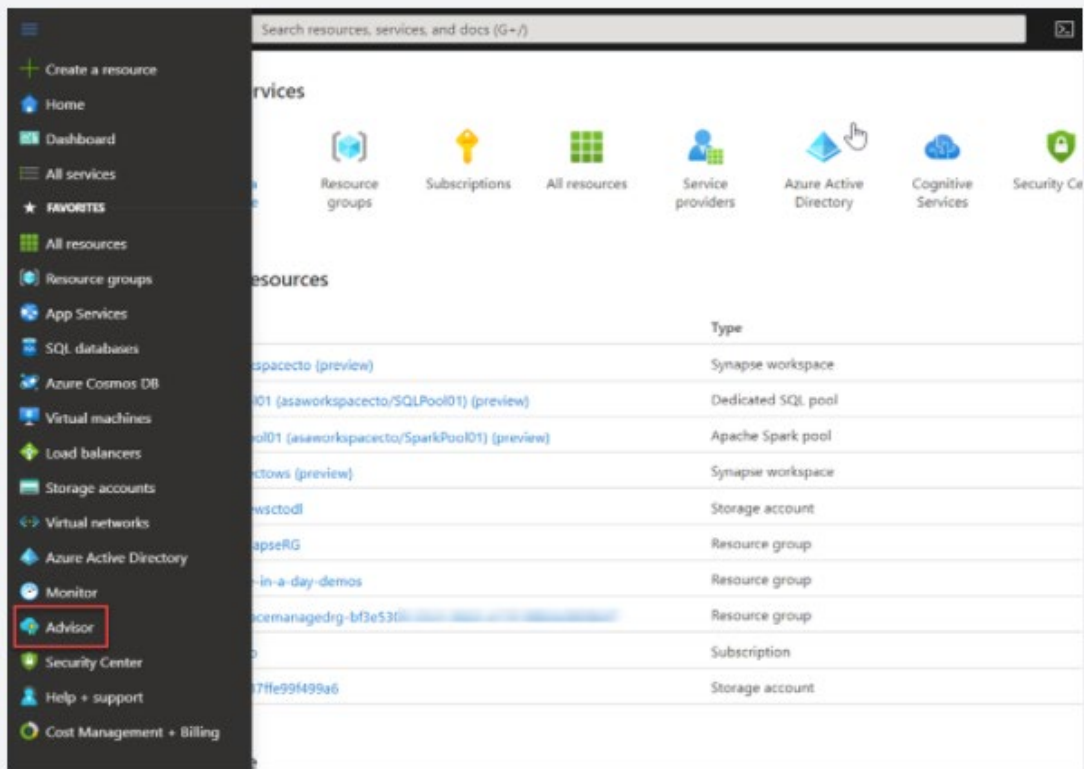 Search resources, services, and docs (G+/)
Create a resource
Home
Dashboard
All services
FAVORITES
All resources
Resource groups
App Services
SQL databases
Azure Cosmos DB
Virtual machines
Load balancers
Storage accounts
Virtual networks
Azure Active Directory
Monitor
Advisor
Security Center
Help + support
Cost Management + Billing
rvices
Resource
groups
Subscriptions
All resources
Service
providers
Azure Active
Directory
Cognitive
Services
Security Ce
esources
Type
spacecto (preview) Synapse workspace
l01 (asaworkspacecto/SQLPool01) (preview) Dedicated SQL pool
ol01 (asaworkspacecto/SparkPool01) (preview) Apache Spark pool
ctows (preview) Synapse workspace
wsctodl Storage account
apseRG Resource group
-in-a-day-demos Resource group
acemanagedrg-bf3e530 Resource group
Subscription
7ffe99f499a6 Storage account